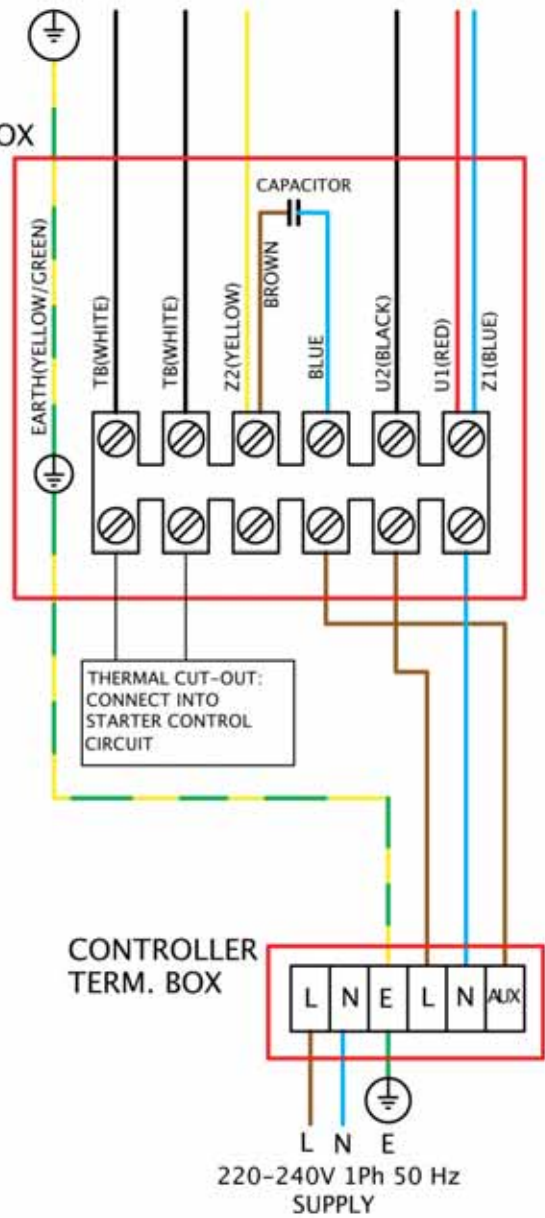 OX
CAPACITOR
EARTH(YELLOW/GREEN)
TB(WHITE)
TB(WHITE)
Z2(YELLOW)
BROWN
BLUE
U2(BLACK)
U1(RED)
Z1(BLUE)
THERMAL CUT-OUT:
CONNECT INTO
STARTER CONTROL
CIRCUIT
CONTROLLER
TERM. BOX
L N E L N AUX
L N E
220-240V 1Ph 50 Hz
SUPPLY